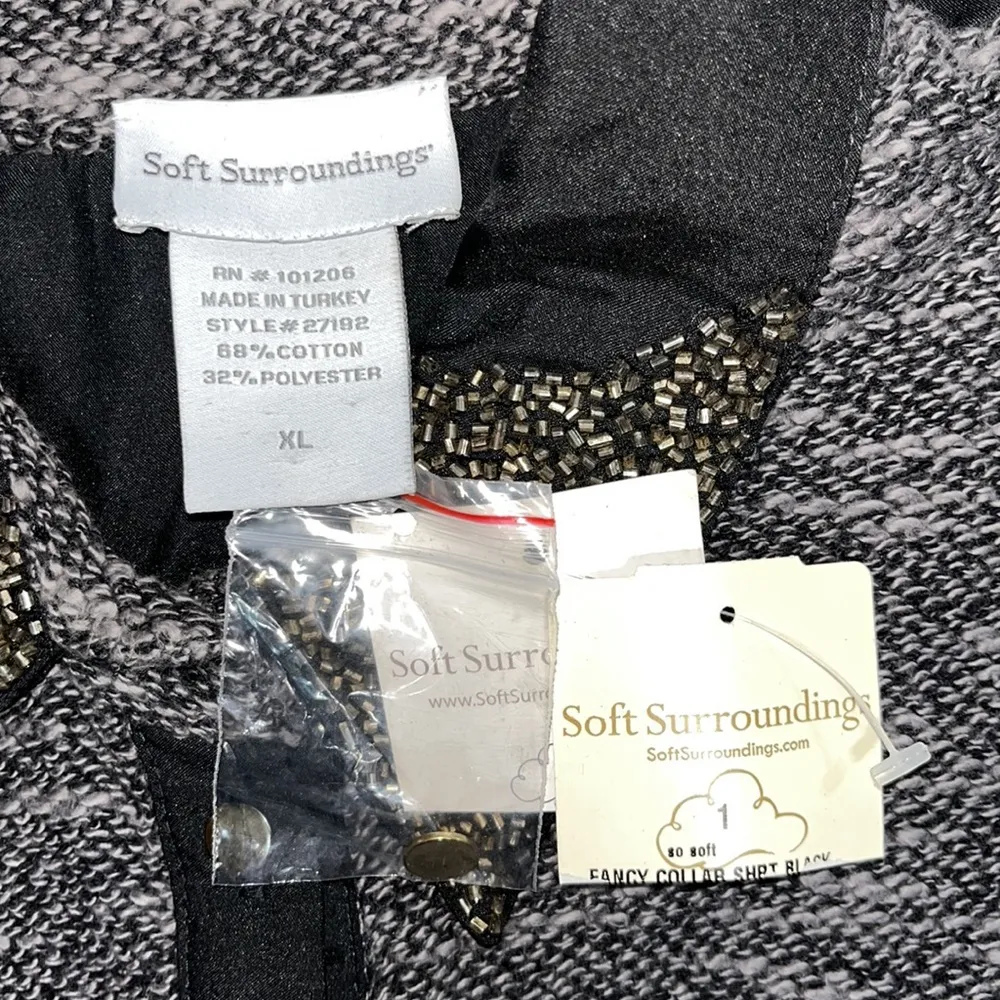 Soft Surroundings
RN # 101206
MADE IN TURKEY
STYLE # 27192
68% COTTON
32% POLYESTER
XL
Soft Surro
www.SoftSurr
Soft Surroundings
SoftSurroundings.com
1
so soft
FANCY COLLAR SHRT BLACK